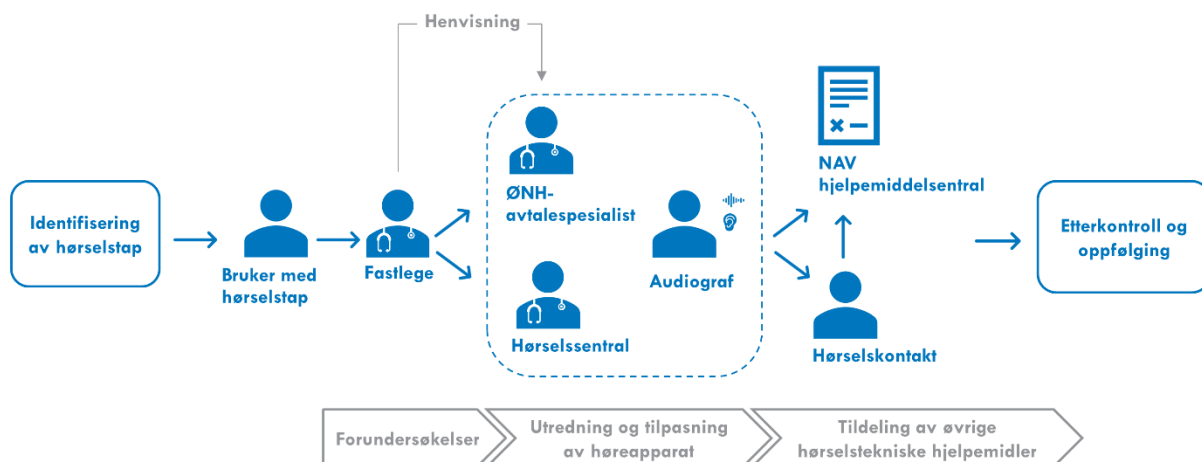 Henvisning
Identifisering
av hørselstap
Bruker med
hørselstap
Fastlege
ØNH-
avtalespesialist
Hørselssentral
Audiograf
NAV
hjelpemiddelsentral
Hørselskontakt
Etterkontroll og
oppfölging
Forundersøkelser
Utredning og tilpasning
av høreapparat
Tildeling av øvrige
hørselstekniske hjelpemidler